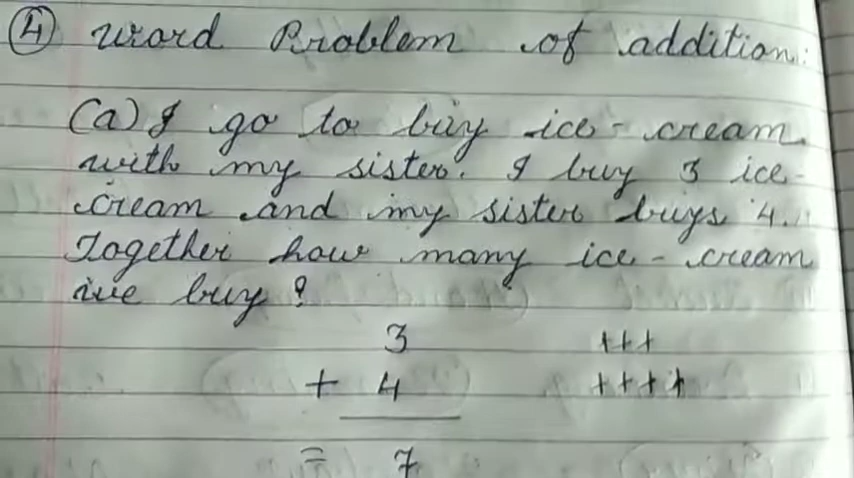 ④ Word Problem of addition:
(a) I go to buy ice-cream
with my sister. I buy 3 ice-
cream and my sister buys 4.
Together how many ice-cream
we buy?
3 +++
+ 4 ++++
= 7